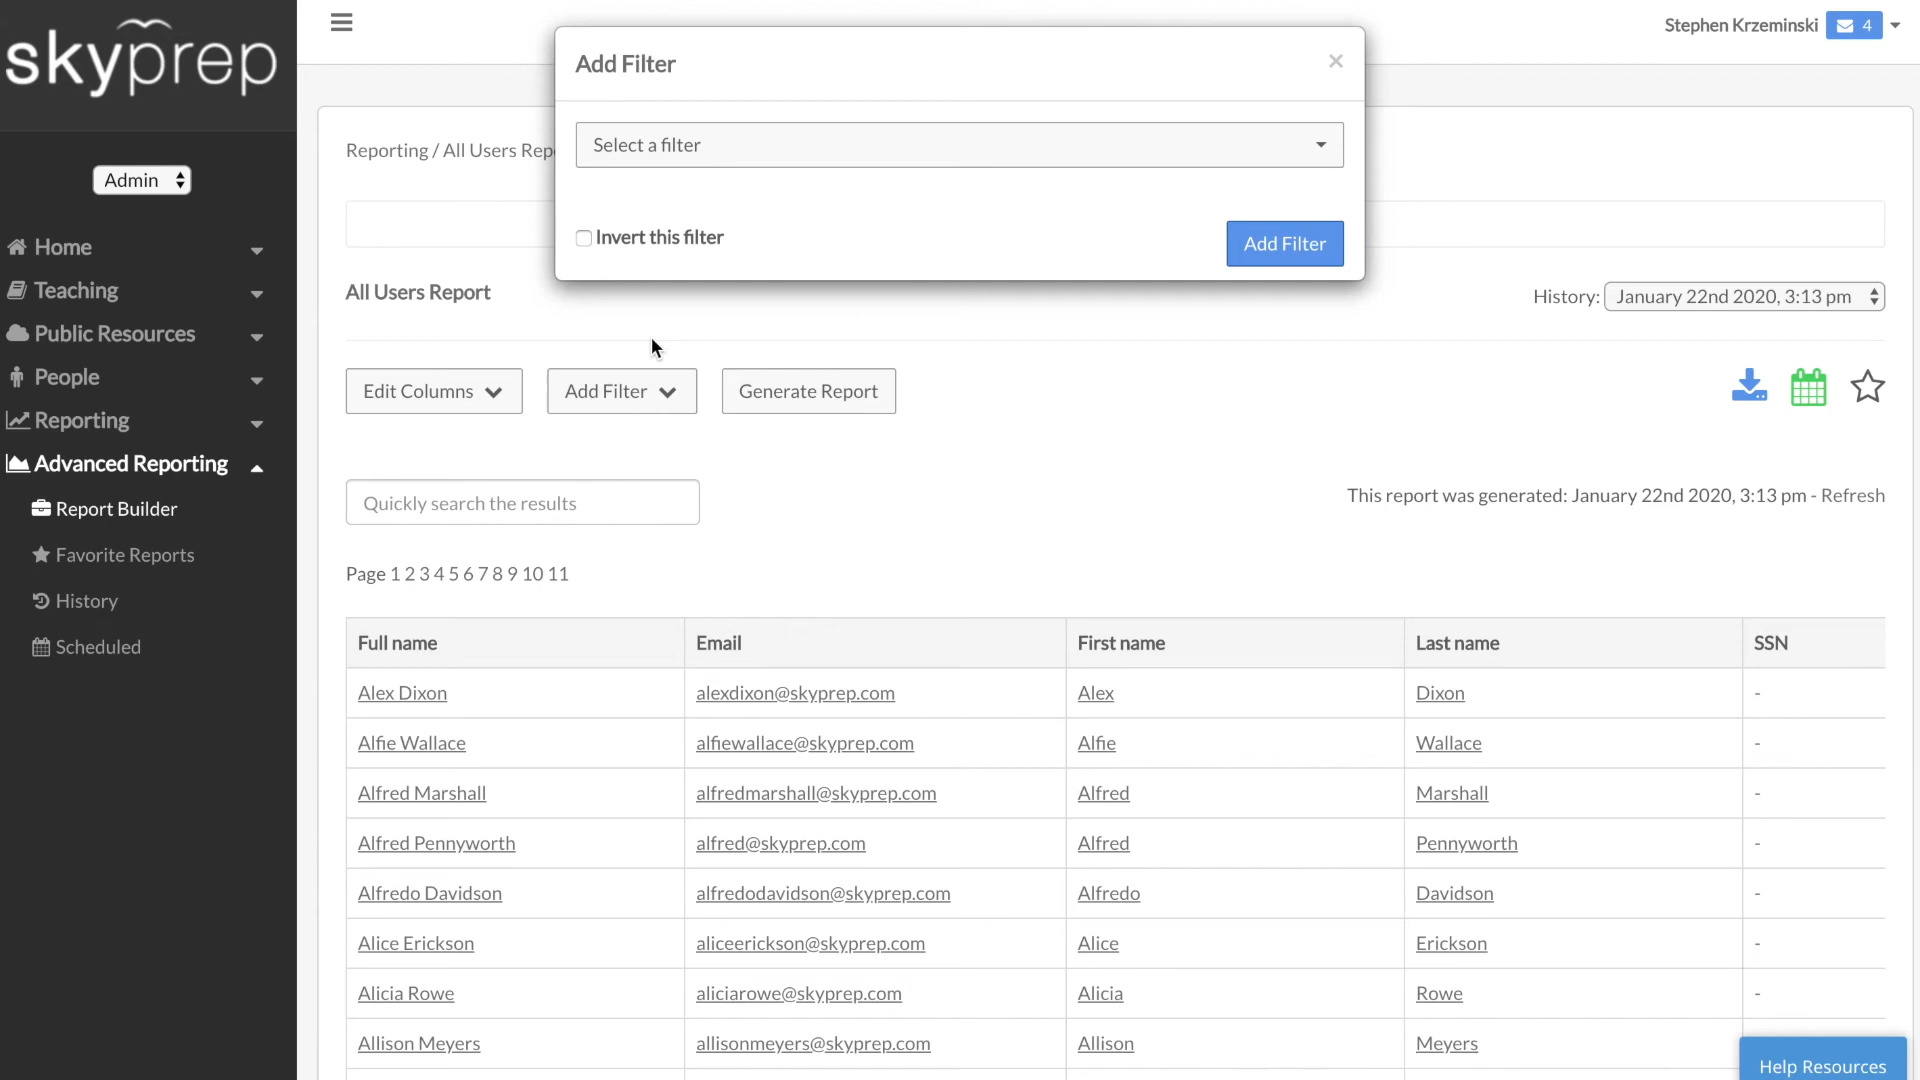 skyprep
Stephen Krzeminski 4
Add Filter ×
Select a filter
Reporting / All Users Rep
Admin
Invert this filter
Add Filter
Home
Teaching
Public Resources
People
Reporting
Advanced Reporting
Report Builder
Favorite Reports
History
Scheduled
All Users Report
History: January 22nd 2020, 3:13 pm
Edit Columns Add Filter Generate Report
Quickly search the results
This report was generated: January 22nd 2020, 3:13 pm - Refresh
Page 1 2 3 4 5 6 7 8 9 10 11
Full name Email First name Last name SSN
Alex Dixon alexdixon@skyprep.com Alex Dixon -
Alfie Wallace alfiewallace@skyprep.com Alfie Wallace -
Alfred Marshall alfredmarshall@skyprep.com Alfred Marshall -
Alfred Pennyworth alfred@skyprep.com Alfred Pennyworth -
Alfredo Davidson alfredodavidson@skyprep.com Alfredo Davidson -
Alice Erickson aliceerickson@skyprep.com Alice Erickson -
Alicia Rowe aliciarowe@skyprep.com Alicia Rowe -
Allison Meyers allisonmeyers@skyprep.com Allison Meyers
Help Resources